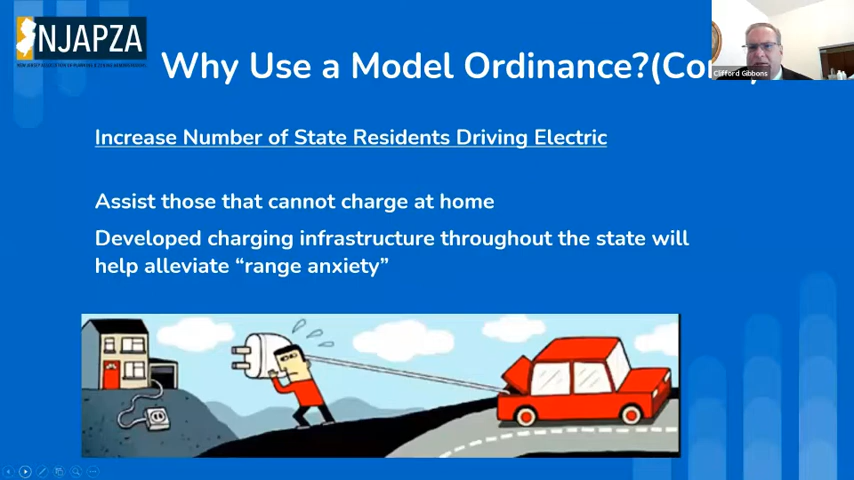 NJAPZA
Why Use a Model Ordinance?(Co
Clifford Gibbons
Increase Number of State Residents Driving Electric
Assist those that cannot charge at home
Developed charging infrastructure throughout the state will
help alleviate “range anxiety”